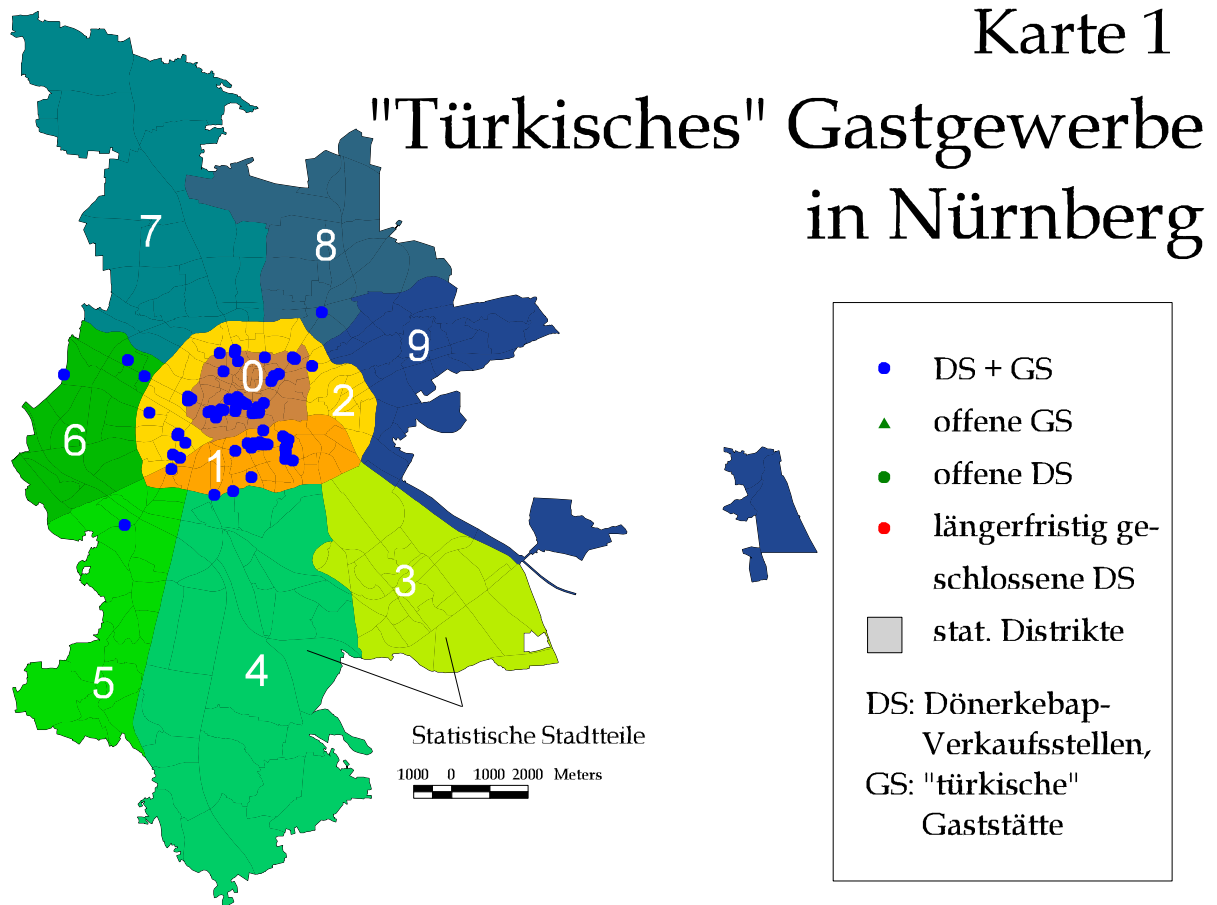 Karte 1
"Türkisches" Gastgewerbe
in Nürnberg
7
8
9
0
2
6
1
3
4
5
DS + GS
offene GS
offene DS
längerfristig ge-
schlossene DS
stat. Distrikte
DS: Dönerkebap-
Verkaufsstellen,
GS: "türkische"
Gaststätte
Statistische Stadtteile
1000 0 1000 2000 Meters